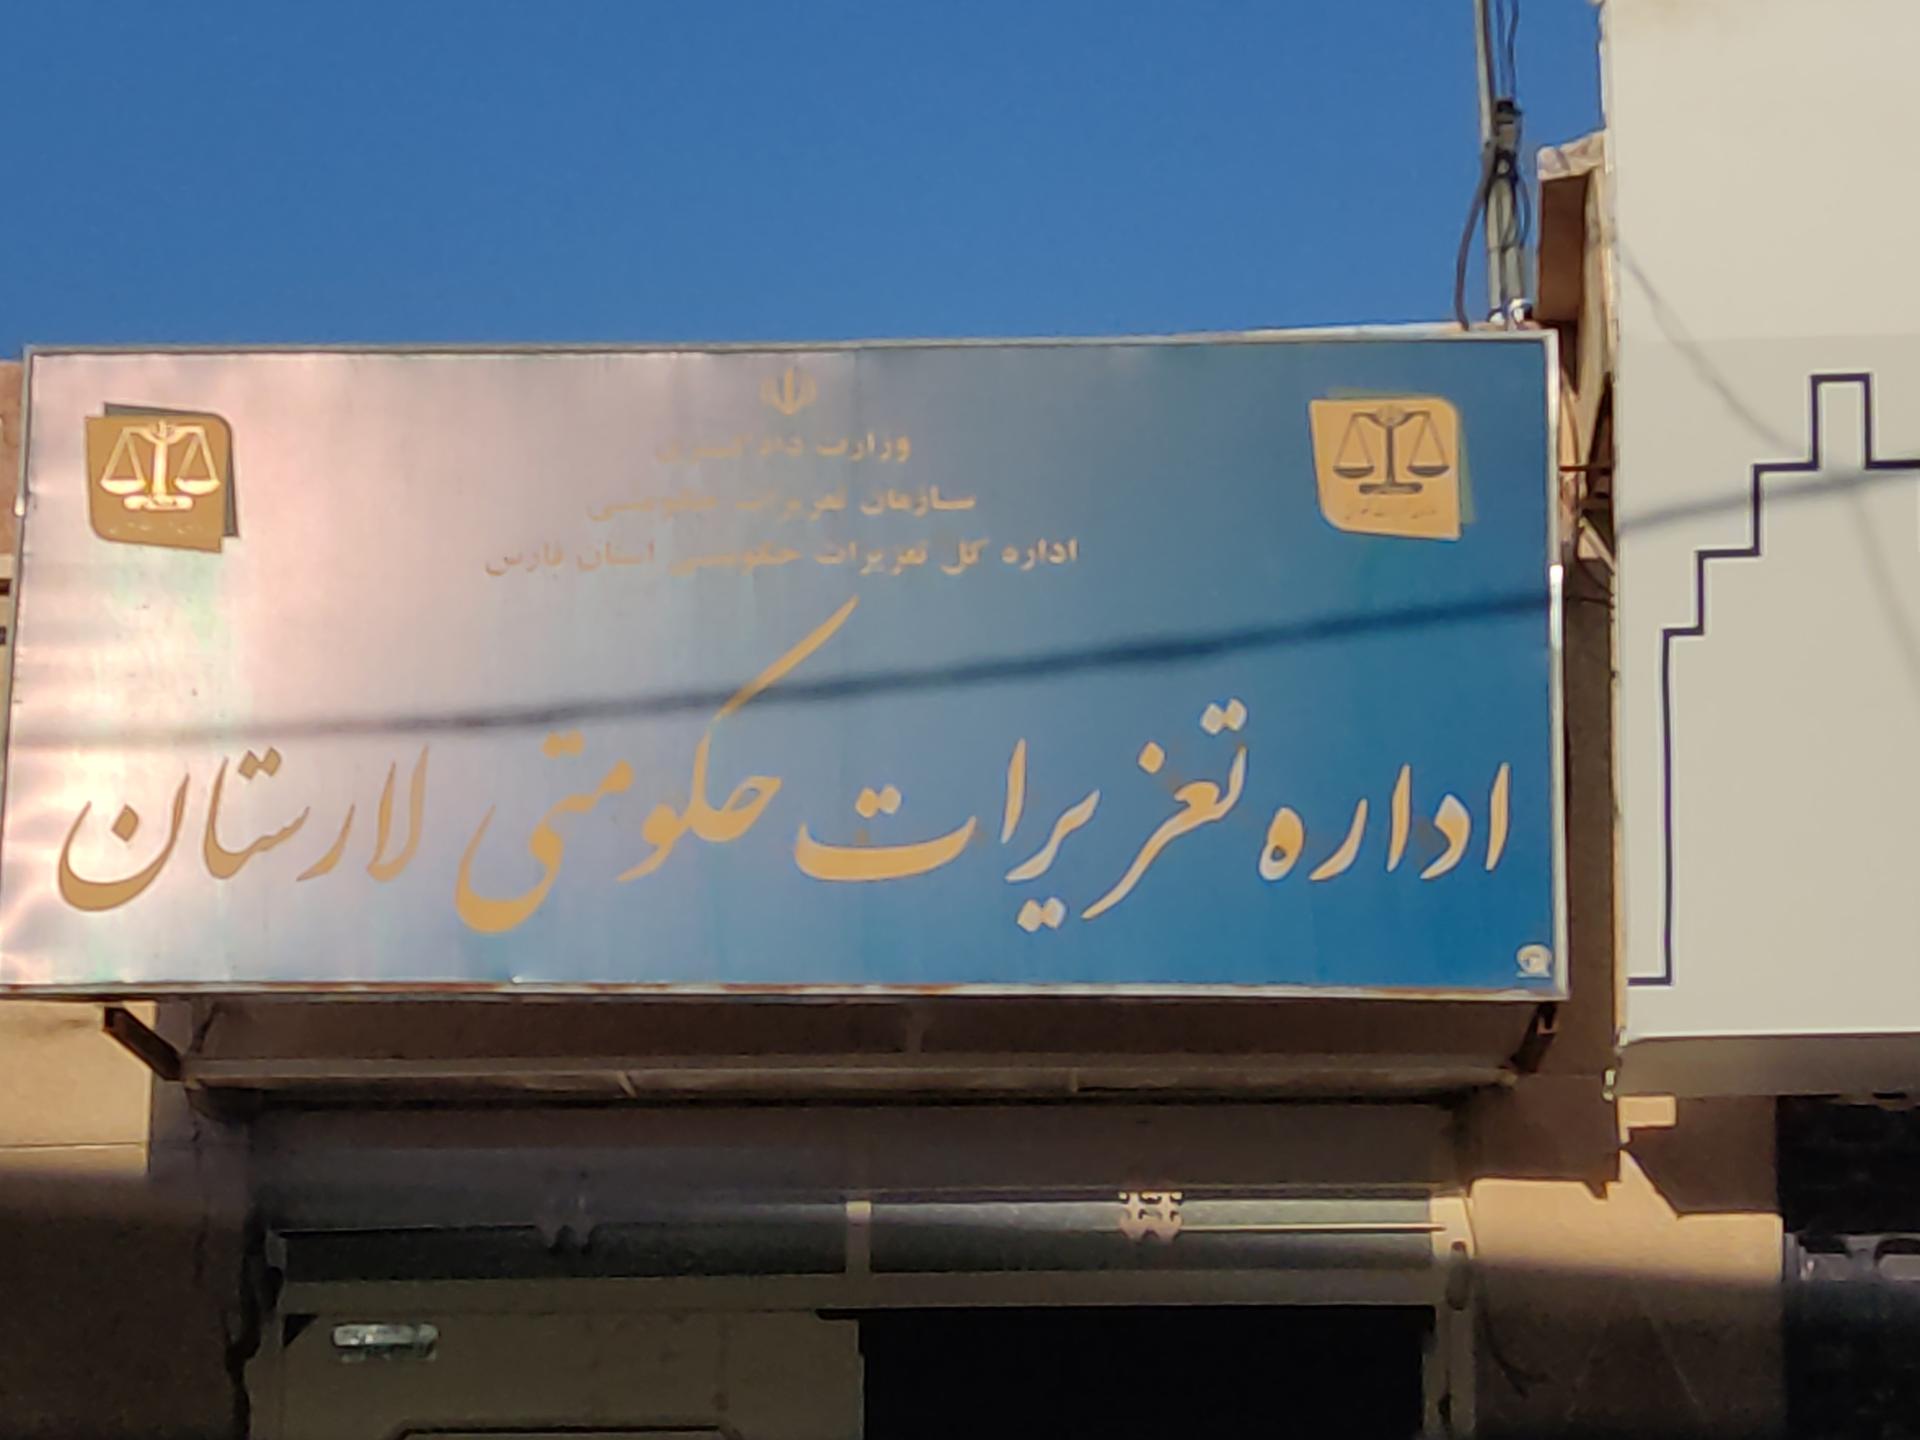 وزارت دادگستری
سازمان تعزیرات حکومتی
اداره کل تعزیرات حکومتی استان فارس
اداره تعزیرات حکومتی لارستان